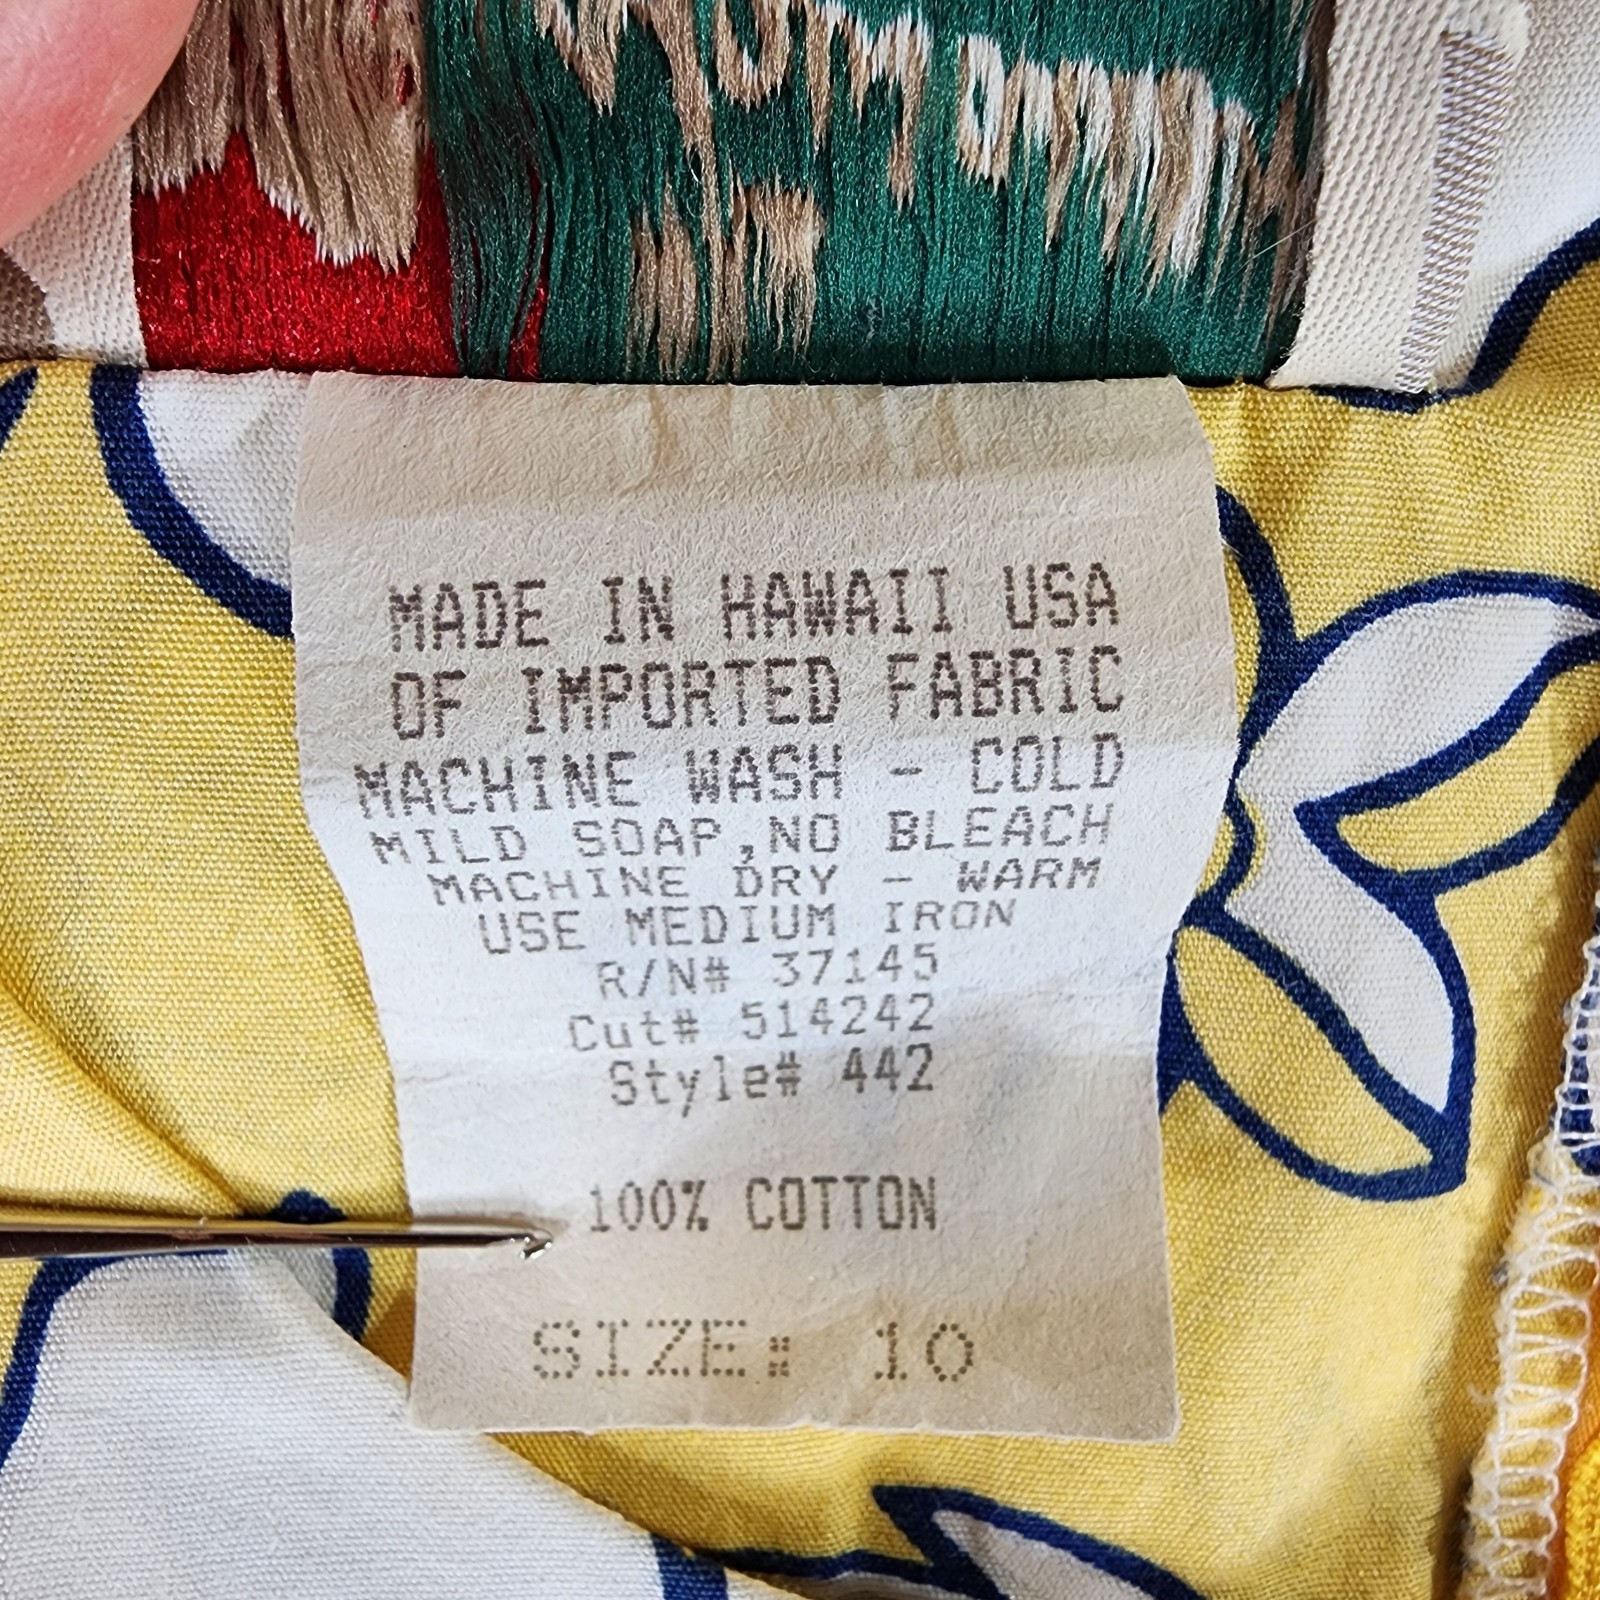 MADE IN HAWAII USA
OF IMPORTED FABRIC
MACHINE WASH - COLD
MILD SOAP, NO BLEACH
MACHINE DRY - WARM
USE MEDIUM IRON
R/N# 37145
Cut# 514242
Style# 442
100% COTTON
SIZE: 10